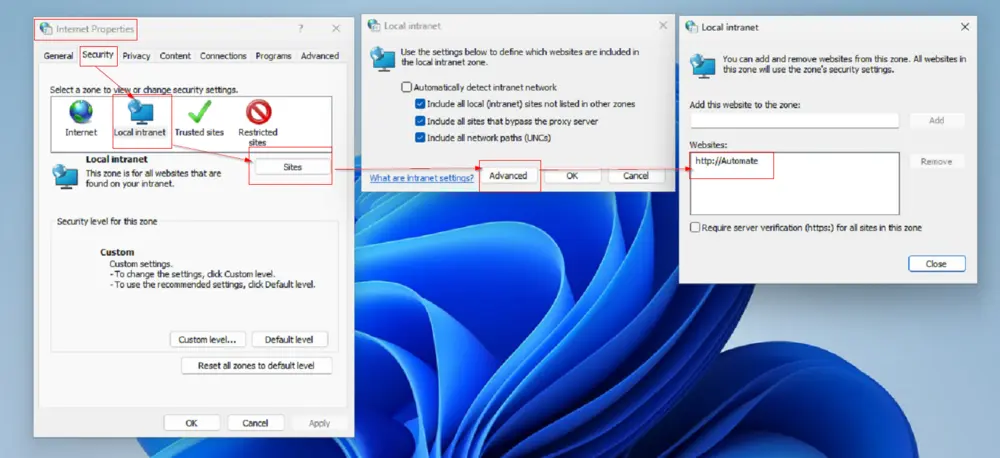 Internet Properties
General Security Privacy Content Connections Programs Advanced
Select a zone to view or change security settings.
Internet Local intranet Trusted sites Restricted
sites
Local intranet
This zone is for all websites that are
found on your intranet.
Sites
Security level for this zone
Custom
Custom settings.
- To change the settings, click Custom level.
- To use the recommended settings, click Default level.
Custom level... Default level
Reset all zones to default level
OK Cancel Apply
Local intranet
Use the settings below to define which websites are included in
the local intranet zone.
Automatically detect intranet network
Include all local (intranet) sites not listed in other zones
Include all sites that bypass the proxy server
Include all network paths (UNCs)
What are intranet settings? Advanced OK Cancel
Local intranet
You can add and remove websites from this zone. All websites in
this zone will use the zone's security settings.
Add this website to the zone:
Add
Websites:
http://Automate
Remove
Require server verification (https:) for all sites in this zone
Close